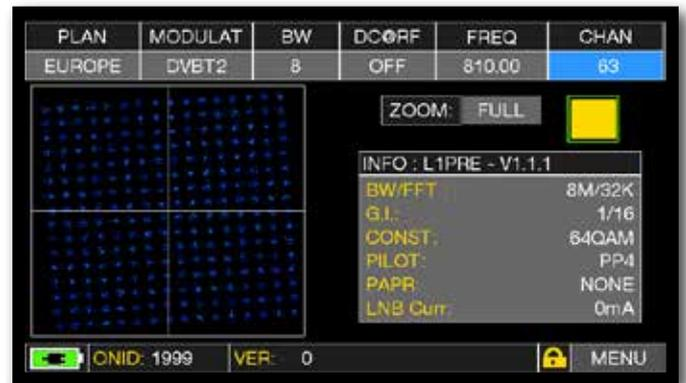 PLAN MODULAT BW DC@RF FREQ CHAN
EUROPE DVBT2 8 OFF 810.00 63
ZOOM: FULL
INFO : L1PRE - V1.1.1
BW/FFT 8M/32K
G.I.: 1/16
CONST: 64QAM
PILOT: PP4
PAPR NONE
LNB Curr: 0mA
ONID: 1999 VER: 0 MENU